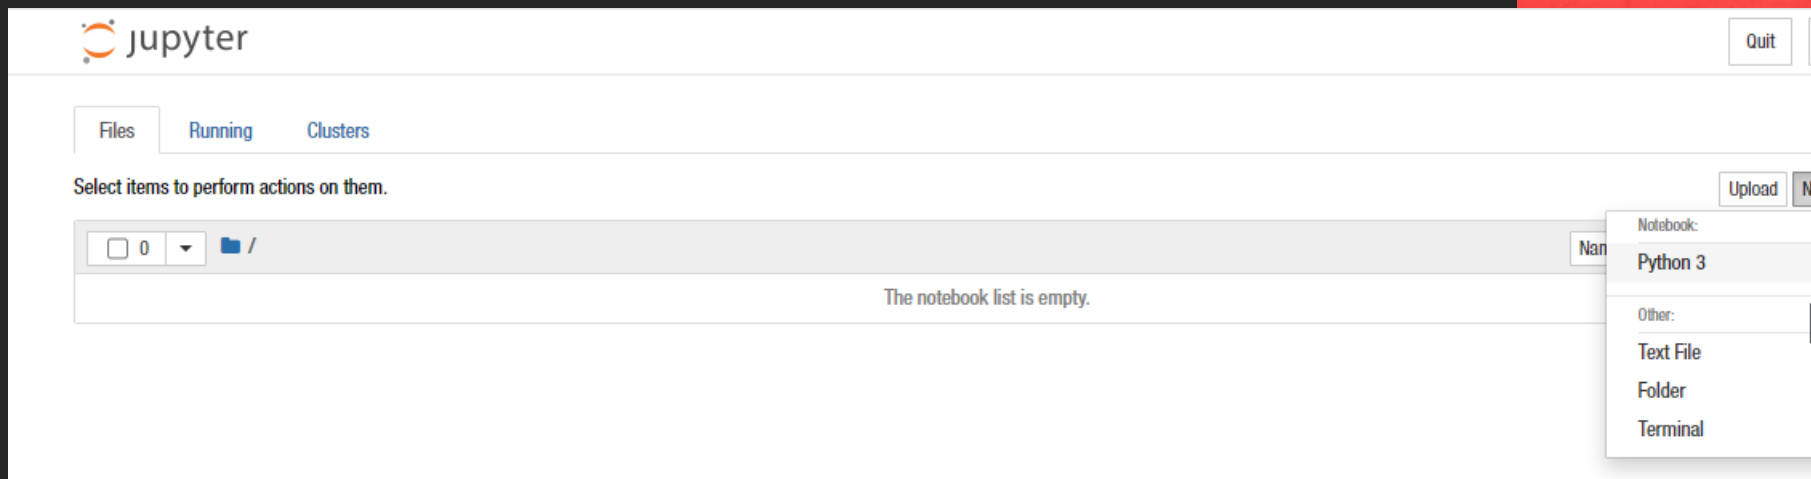 jupyter
Quit
Files Running Clusters
Select items to perform actions on them.
Upload
0 /
Notebook:
Python 3
The notebook list is empty.
Other:
Text File
Folder
Terminal